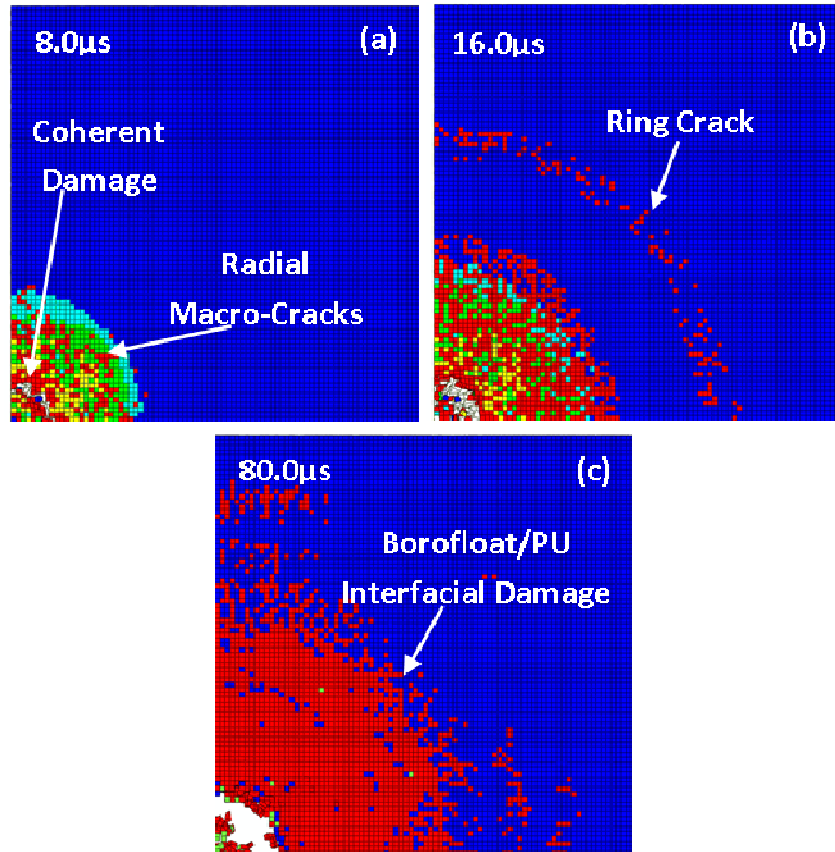 8.0μs
(a)
Coherent
Damage
Radial
Macro-Cracks
16.0μs
(b)
Ring Crack
80.0μs
(c)
Borofloat/PU
Interfacial Damage